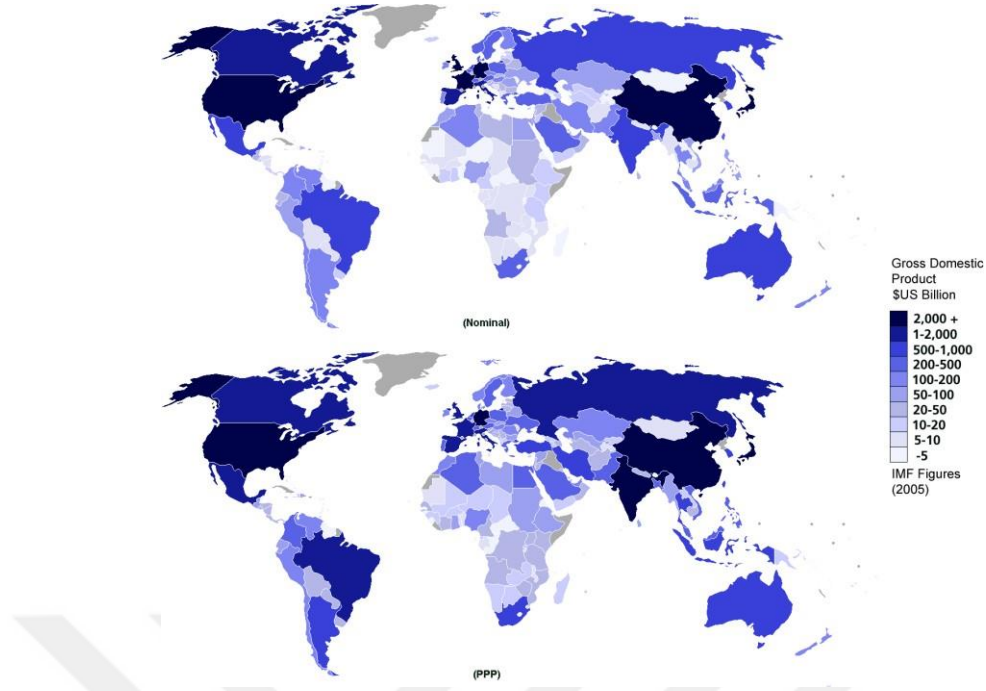 (Nominal)
Gross Domestic
Product
$US Billion
2,000 +
1-2,000
500-1,000
200-500
100-200
50-100
20-50
10-20
5-10
-5
IMF Figures
(2005)
(PPP)